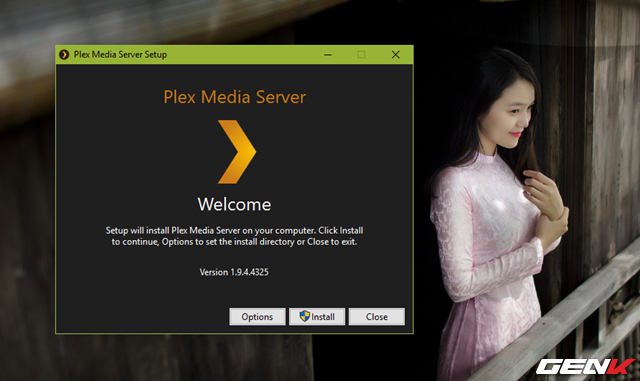 Plex Media Server Setup
Plex Media Server
Welcome
Setup will install Plex Media Server on your computer. Click Install
to continue, Options to set the install directory or Close to exit.
Version 1.9.4.4325
Options
Install
Close
GENK